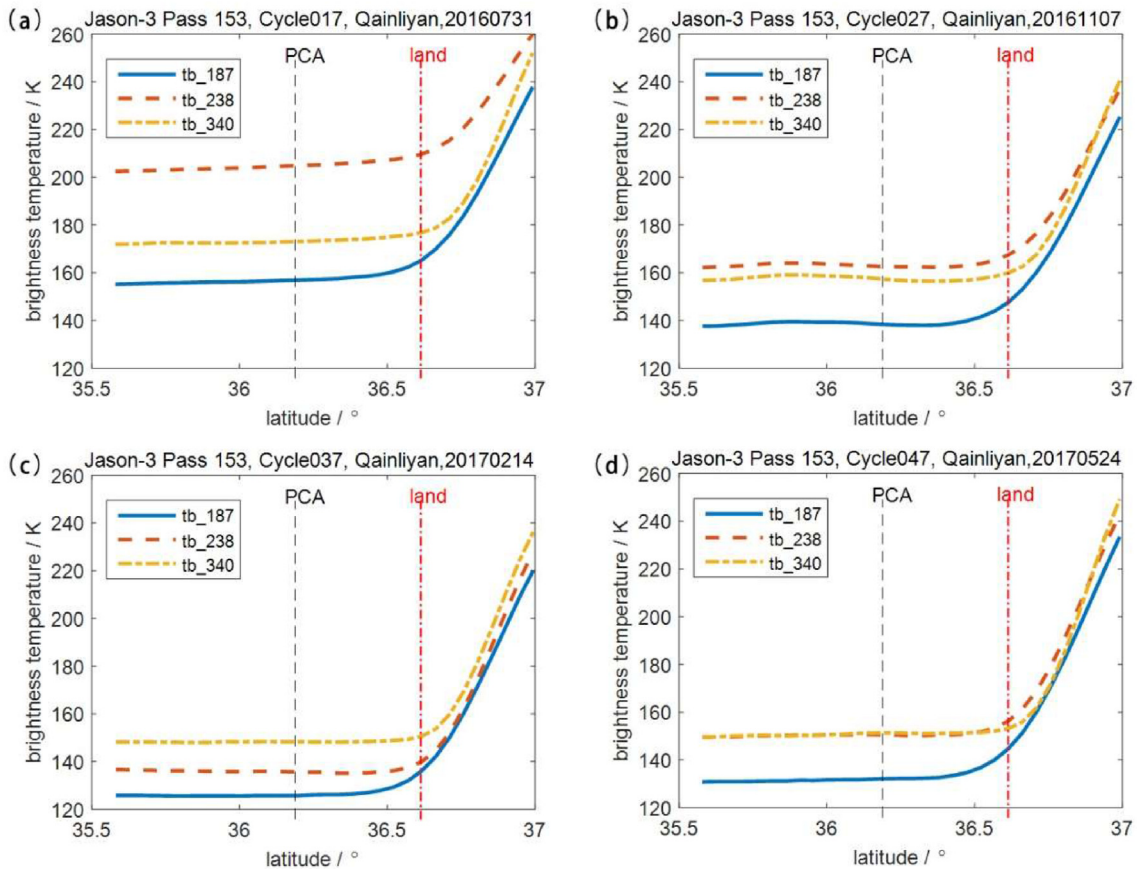 (a) Jason-3 Pass 153, Cycle017, Qainliyan,20160731
260
240
220
200
180
160
140
120
brightness temperature / K
tb_187
tb_238
tb_340
PCA
land
35.5 36 36.5 37
latitude / °
(b) Jason-3 Pass 153, Cycle027, Qainliyan,20161107
260
240
220
200
180
160
140
120
brightness temperature / K
tb_187
tb_238
tb_340
PCA
land
35.5 36 36.5 37
latitude / °
(c) Jason-3 Pass 153, Cycle037, Qainliyan,20170214
260
240
220
200
180
160
140
120
brightness temperature / K
tb_187
tb_238
tb_340
PCA
land
35.5 36 36.5 37
latitude / °
(d) Jason-3 Pass 153, Cycle047, Qainliyan,20170524
260
240
220
200
180
160
140
120
brightness temperature / K
tb_187
tb_238
tb_340
PCA
land
35.5 36 36.5 37
latitude / °